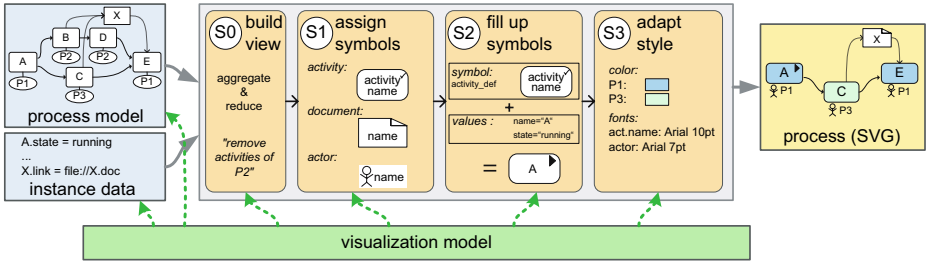 X
B
D
A
P2
P2
E
C
P1
P1
P3
process model
A.state = running
...
X.link = file://X.doc
instance data
S0 build
view
aggregate
&
reduce
"remove
activities of
P2"
S1 assign
symbols
activity:
activity
name
document:
name
actor:
name
S2 fill up
symbols
symbol:
activity_def
activity
name
+
values :
name="A"
state="running"
=
A
S3 adapt
style
color:
P1:
P3:
fonts:
act.name: Arial 10pt
actor: Arial 7pt
X
A
E
P1
C
P1
P3
process (SVG)
visualization model